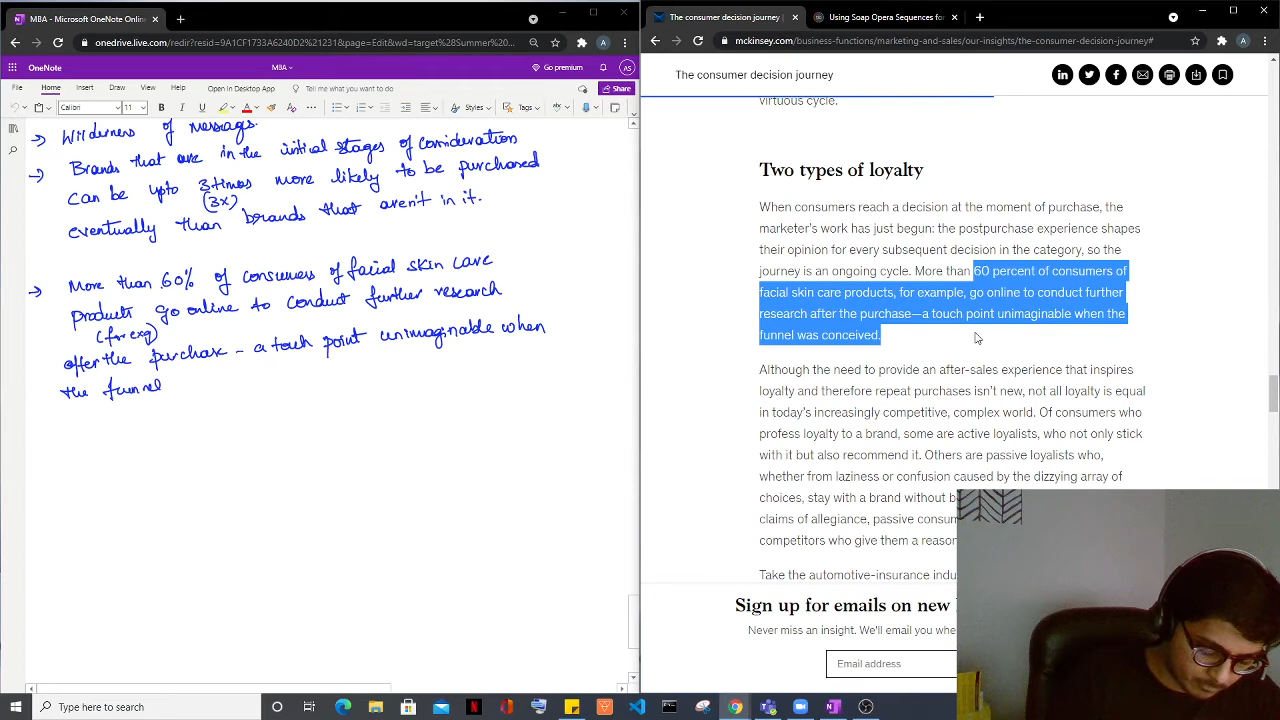 MBA - Microsoft OneNote Online
onedrive.live.com/redir?resid=9A1CF1733A6240D2%21231&page=Edit&wd=target%28Summer%20...
OneNote
MBA
Go premium
AS
File Home Insert Draw View Help Open In Desktop App Tell me what you want to do
Share
Calibri 11 B I U A Styles Tags
→ Wilderness of messages.
→ Brands that are in the initial stages of consideration
can be upto 3 times more likely to be purchased
(3x)
eventually than brands that aren't in it.
→ More than 60% of consumers of facial skin care
products go online to conduct further research
(for exg)
after the purchase - a touch point unimaginable when
the funnel
The consumer decision journey
Using Soap Opera Sequences for
mckinsey.com/business-functions/marketing-and-sales/our-insights/the-consumer-decision-journey#
The consumer decision journey
virtuous cycle.
Two types of loyalty
When consumers reach a decision at the moment of purchase, the
marketer's work has just begun: the postpurchase experience shapes
their opinion for every subsequent decision in the category, so the
journey is an ongoing cycle. More than 60 percent of consumers of
facial skin care products, for example, go online to conduct further
research after the purchase—a touch point unimaginable when the
funnel was conceived.
Although the need to provide an after-sales experience that inspires
loyalty and therefore repeat purchases isn't new, not all loyalty is equal
in today's increasingly competitive, complex world. Of consumers who
profess loyalty to a brand, some are active loyalists, who not only stick
with it but also recommend it. Others are passive loyalists who,
whether from laziness or confusion caused by the dizzying array of
choices, stay with a brand without b
claims of allegiance, passive consum
competitors who give them a reason
Take the automotive-insurance indu
Sign up for emails on new
Never miss an insight. We'll email you whe
Email address
Type here to search